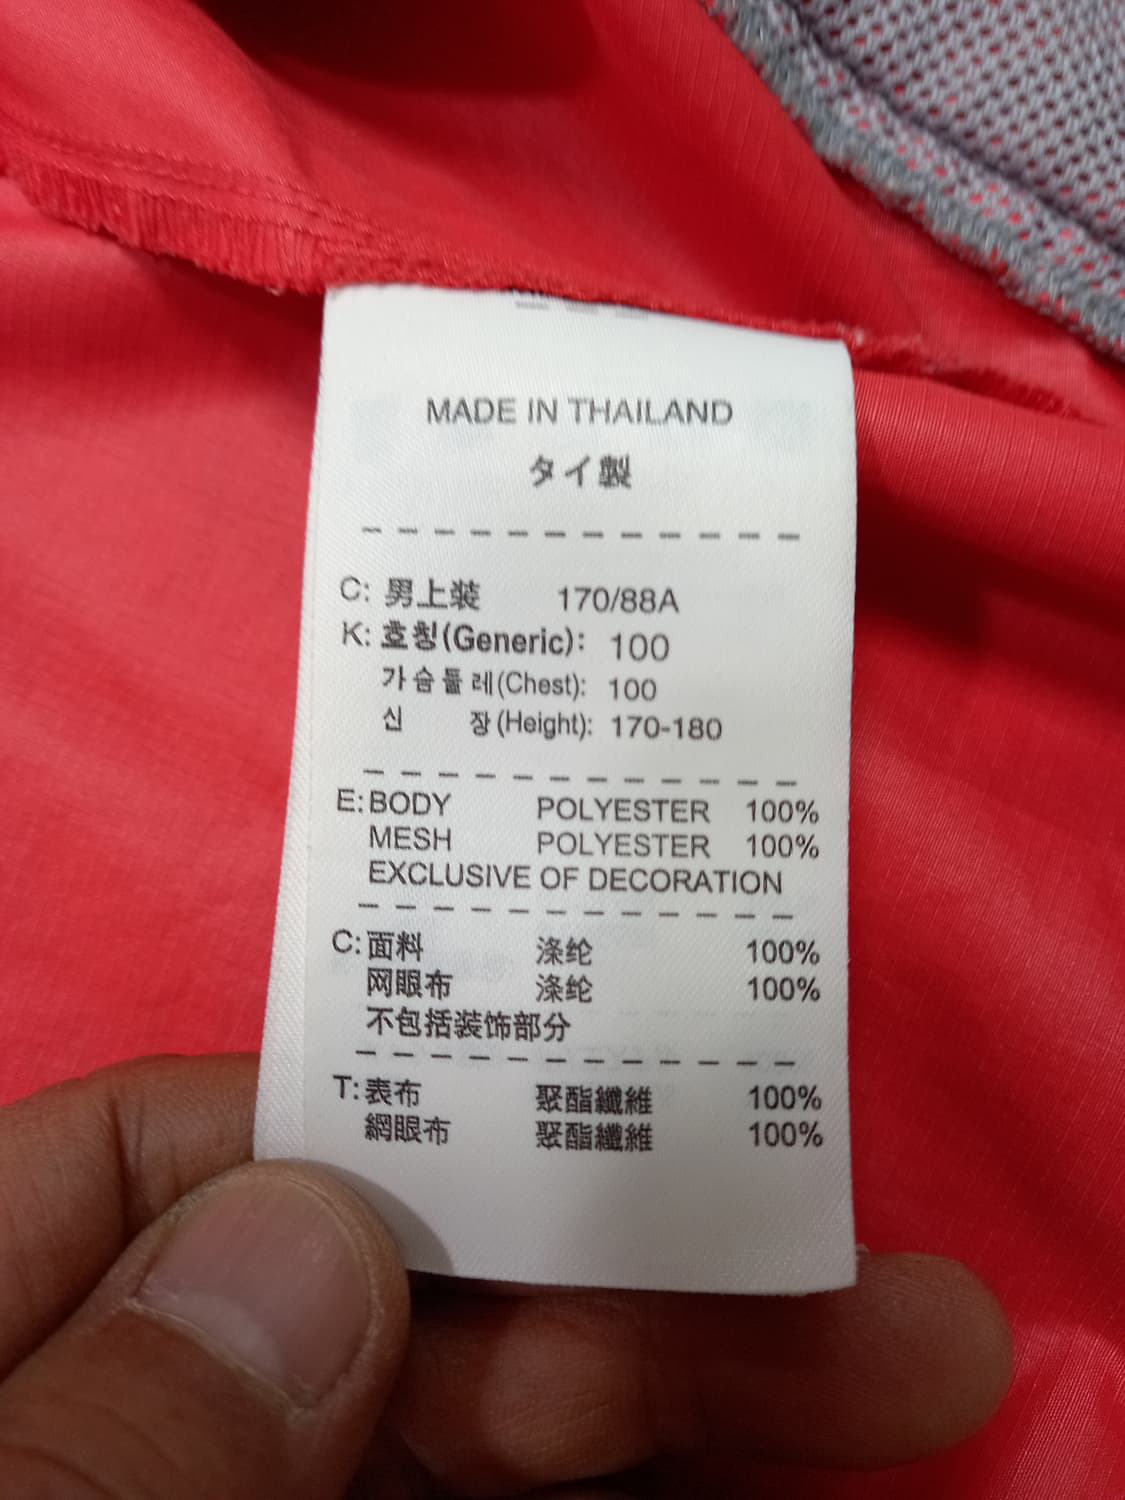 MADE IN THAILAND
タイ製
C: 男上装 170/88A
K: 호칭(Generic): 100
가슴둘레(Chest): 100
신 장(Height): 170-180
E: BODY POLYESTER 100%
MESH POLYESTER 100%
EXCLUSIVE OF DECORATION
C: 面料 涤纶 100%
网眼布 涤纶 100%
不包括装饰部分
T: 表布 聚酯纖維 100%
網眼布 聚酯纖維 100%